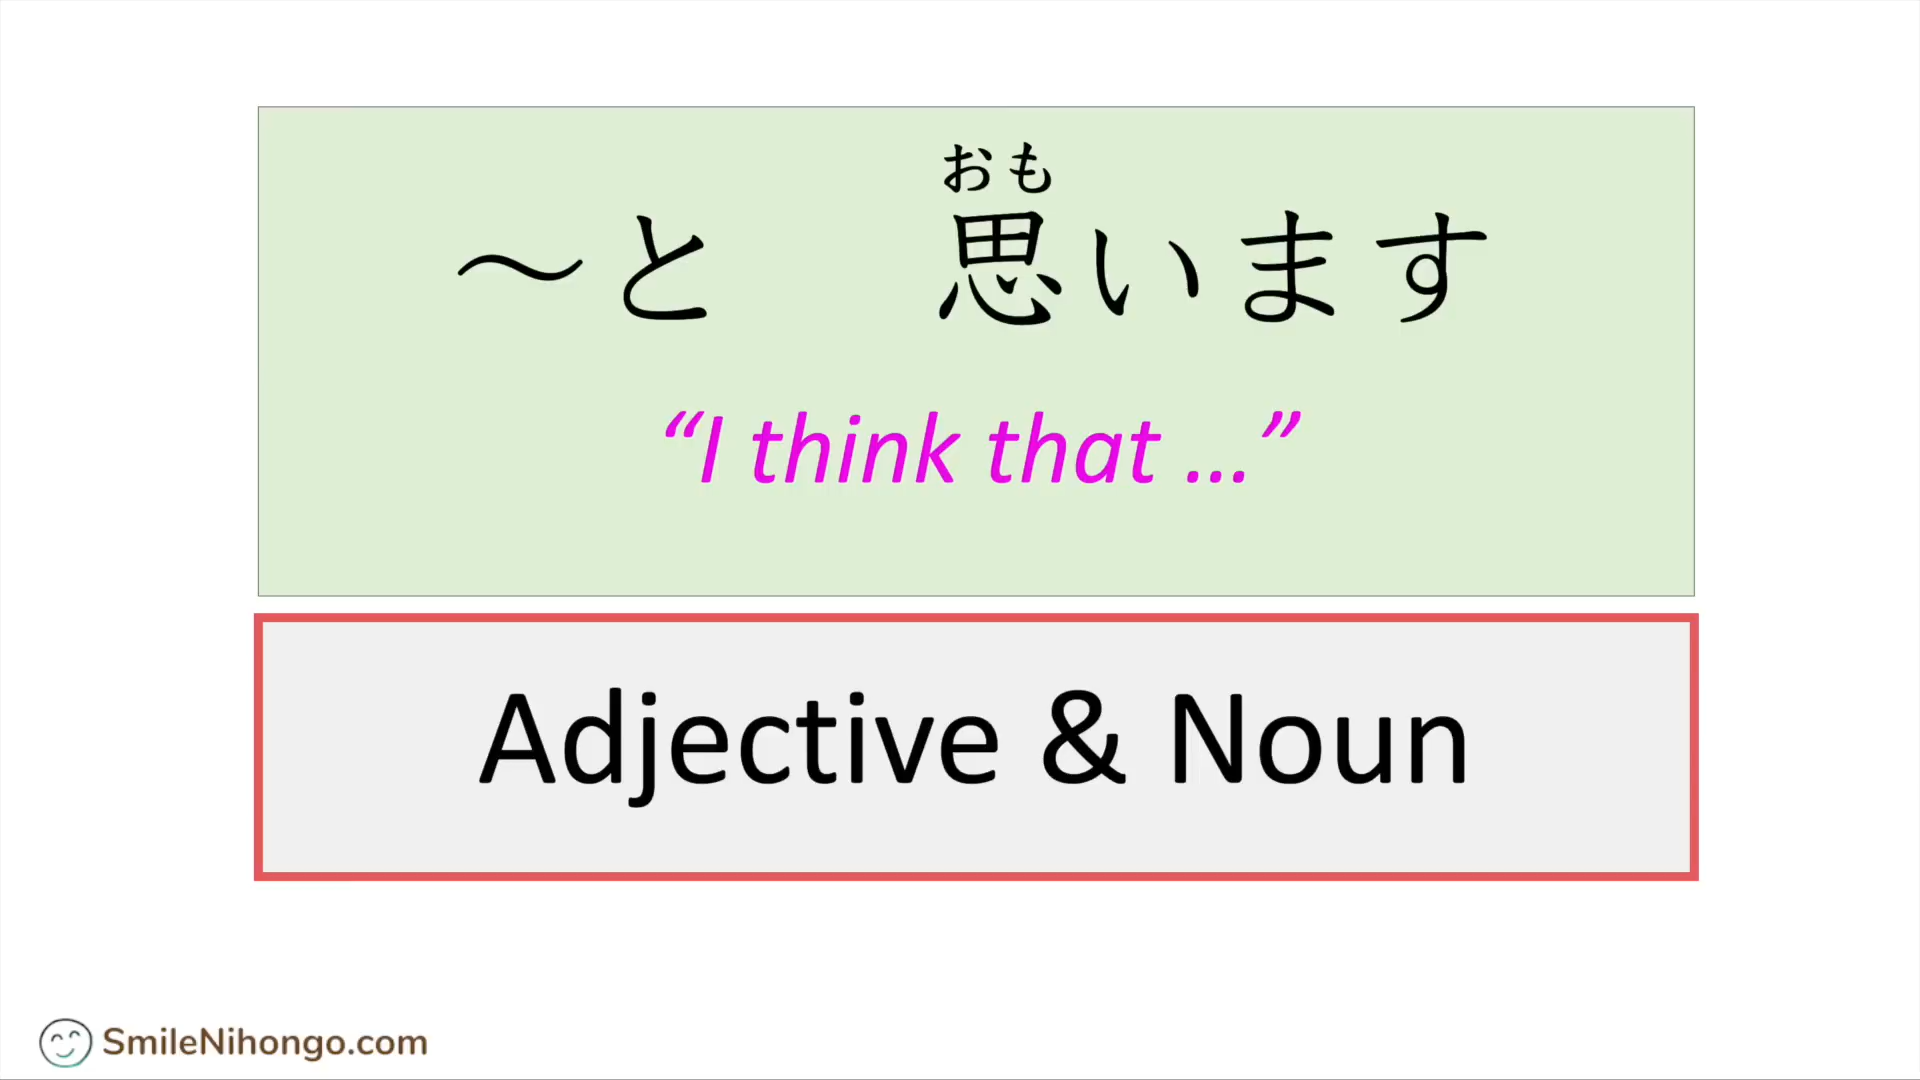 おも
～と 思います
“I think that …”
Adjective & Noun
SmileNihongo.com